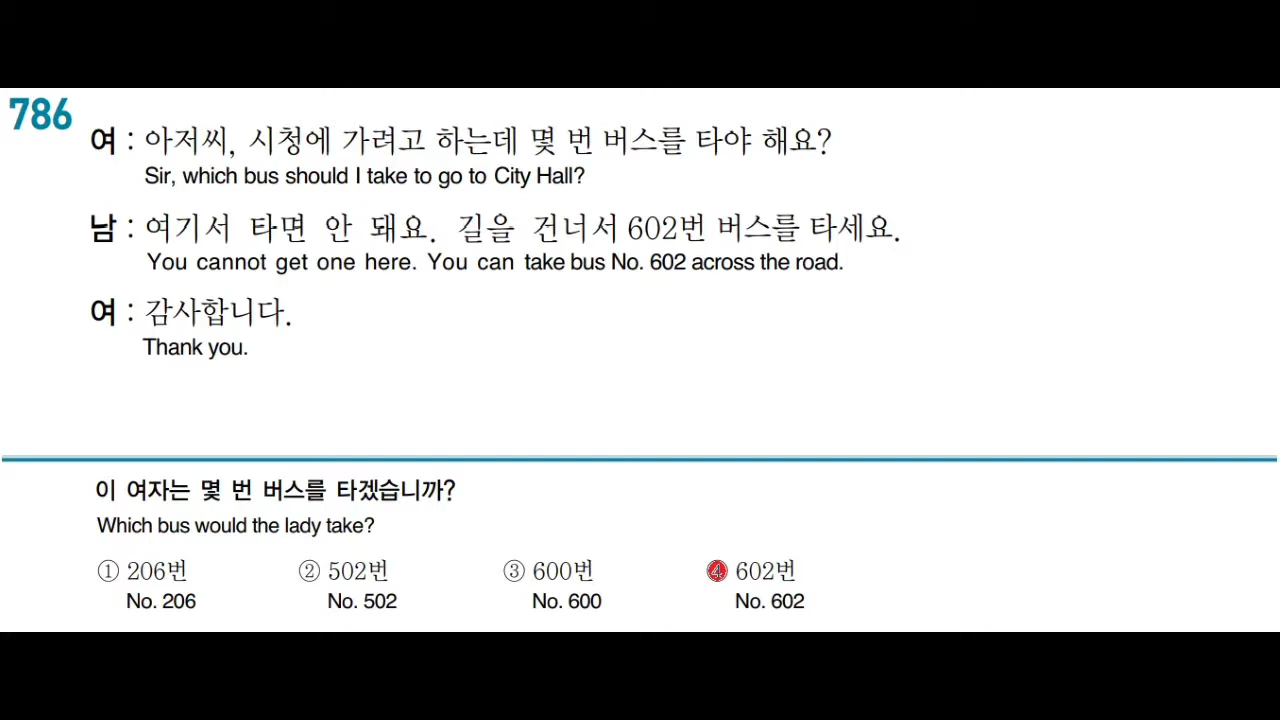 786
여 : 아저씨, 시청에 가려고 하는데 몇 번 버스를 타야 해요?
Sir, which bus should I take to go to City Hall?
남 : 여기서 타면 안 돼요. 길을 건너서 602번 버스를 타세요.
You cannot get one here. You can take bus No. 602 across the road.
여 : 감사합니다.
Thank you.
이 여자는 몇 번 버스를 타겠습니까?
Which bus would the lady take?
① 206번 ② 502번 ③ 600번 ④ 602번
No. 206 No. 502 No. 600 No. 602